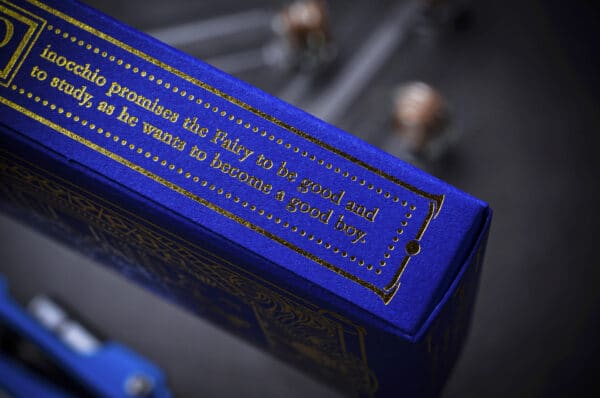 inocchio promises the Fairy to be good and
to study, as he wants to become a good boy.